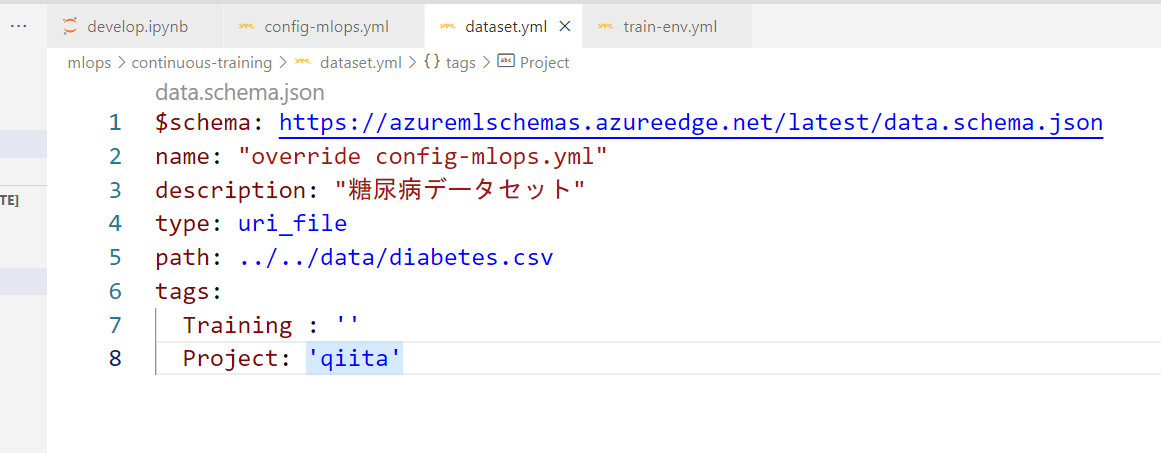 ··· develop.ipynb config-mlops.yml dataset.yml × train-env.yml
mlops > continuous-training > dataset.yml > {} tags > abc Project
data.schema.json
1 $schema: https://azuremlschemas.azureedge.net/latest/data.schema.json
2 name: "override config-mlops.yml"
TE] 3 description: "糖尿病データセット"
4 type: uri_file
5 path: ../../data/diabetes.csv
6 tags:
7 Training : ''
8 Project: 'qiita'